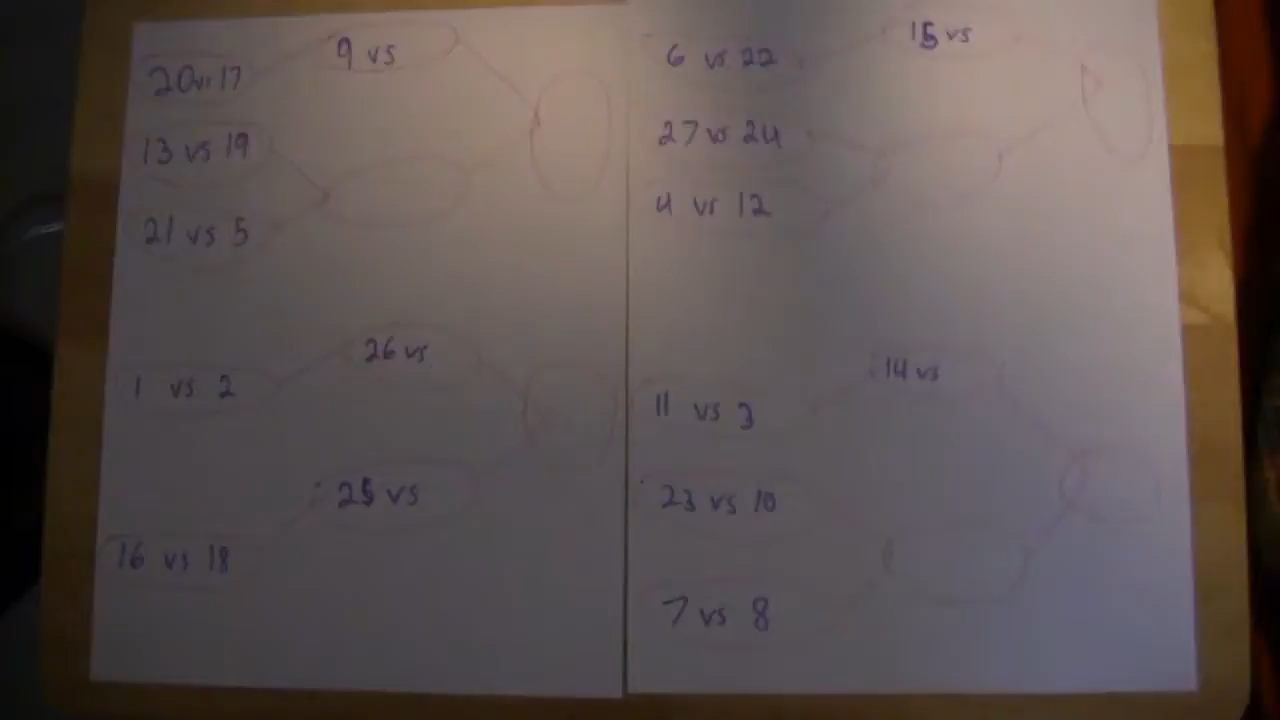 20 vs 17
9 vs
13 vs 19
21 vs 5
26 vs
1 vs 2
25 vs
16 vs 18
15 vs
6 vs 22
27 vs 24
4 vs 12
14 vs
11 vs 3
23 vs 10
7 vs 8